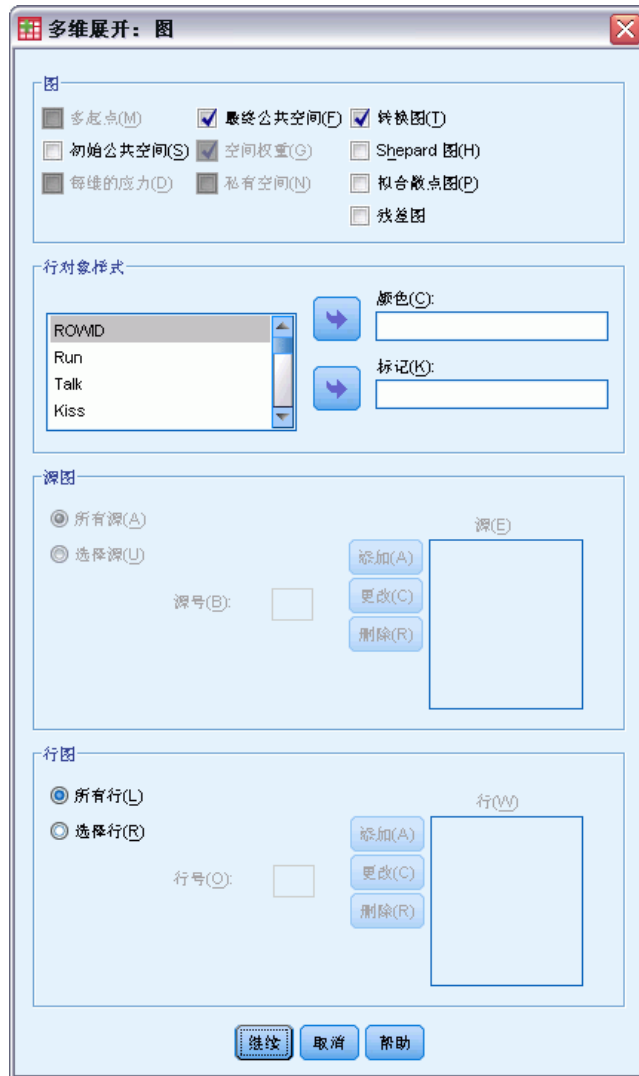 多维展开: 图
图
多起点(M)
最终公共空间(F)
转换图(T)
初始公共空间(S)
空间权重(G)
Shepard 图(H)
每维的应力(D)
私有空间(N)
拟合散点图(P)
残差图
行对象样式
ROWID
Run
Talk
Kiss
颜色(C):
标记(K):
源图
所有源(A)
选择源(U)
源号(B):
添加(A)
更改(C)
删除(R)
源(E)
行图
所有行(L)
选择行(R)
行号(O):
添加(A)
更改(C)
删除(R)
行(W)
继续
取消
帮助